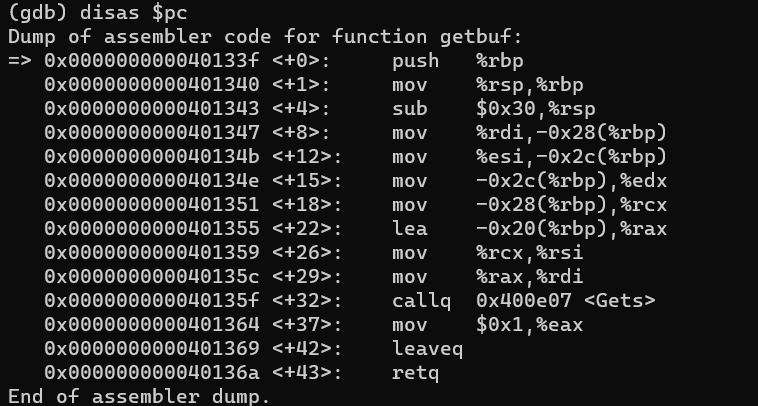 (gdb) disas $pc
Dump of assembler code for function getbuf:
=> 0x000000000040133f <+0>:     push   %rbp
   0x0000000000401340 <+1>:     mov    %rsp,%rbp
   0x0000000000401343 <+4>:     sub    $0x30,%rsp
   0x0000000000401347 <+8>:     mov    %rdi,-0x28(%rbp)
   0x000000000040134b <+12>:    mov    %esi,-0x2c(%rbp)
   0x000000000040134e <+15>:    mov    -0x2c(%rbp),%edx
   0x0000000000401351 <+18>:    mov    -0x28(%rbp),%rcx
   0x0000000000401355 <+22>:    lea    -0x20(%rbp),%rax
   0x0000000000401359 <+26>:    mov    %rcx,%rsi
   0x000000000040135c <+29>:    mov    %rax,%rdi
   0x000000000040135f <+32>:    callq  0x400e07 <Gets>
   0x0000000000401364 <+37>:    mov    $0x1,%eax
   0x0000000000401369 <+42>:    leaveq
   0x000000000040136a <+43>:    retq
End of assembler dump.